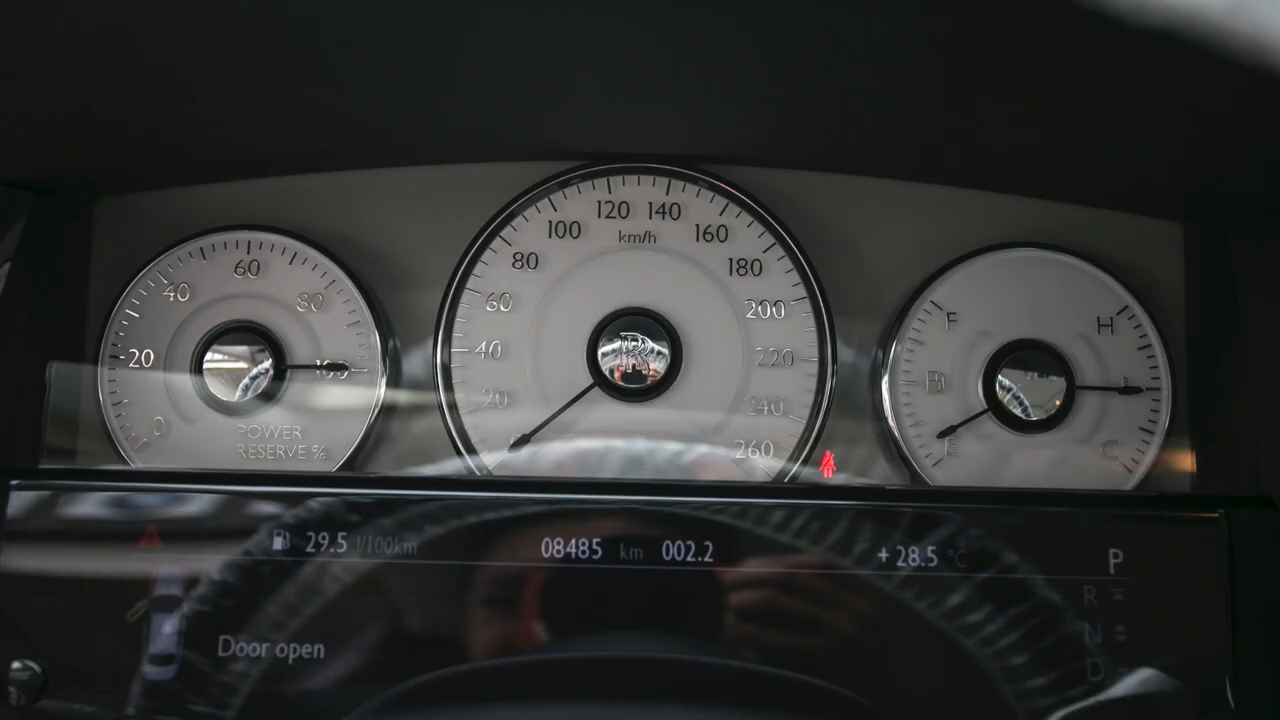 0
20
40
60
80
100
POWER
RESERVE %
20
40
60
80
100
120
140
160
180
200
220
240
260
km/h
RR
F
E
H
C
29.5 l/100km
08485 km 002.2
+28.5 °C
P
R
N
D
Door open